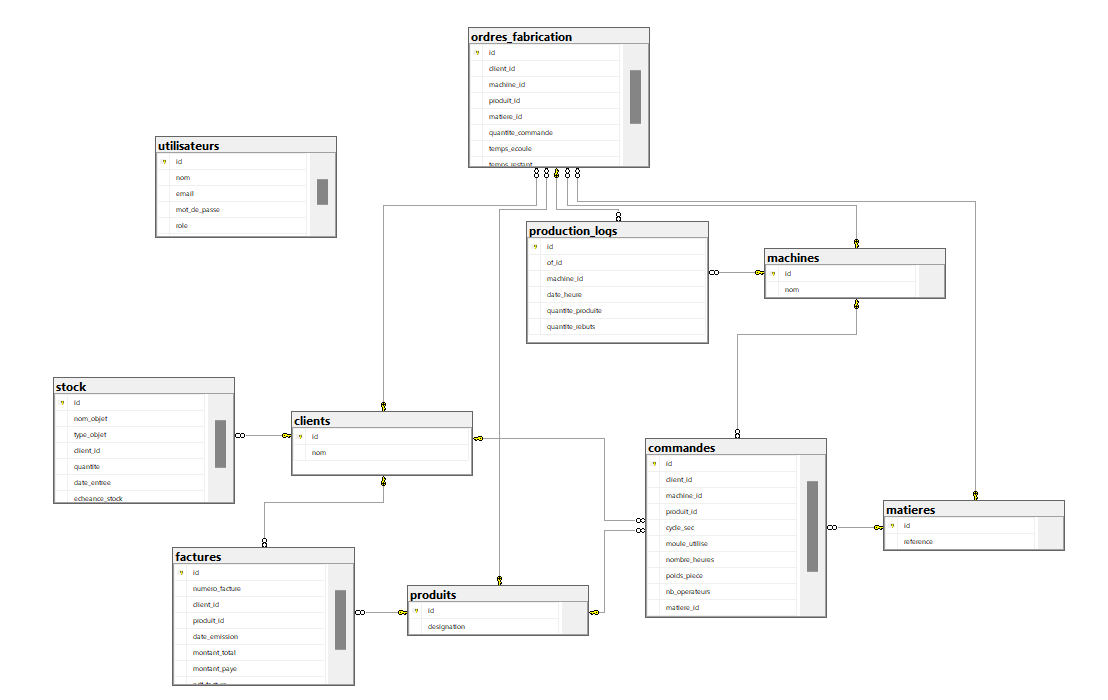 ordres_fabrication
id
client_id
machine_id
produit_id
matiere_id
quantite_commande
temps_ecoule
temps_restant
utilisateurs
id
nom
email
mot_de_passe
role
production_logs
id
of_id
machine_id
date_heure
quantite_produite
quantite_rebuts
machines
id
nom
stock
id
nom_objet
type_objet
client_id
quantite
date_entree
echeance_stock
clients
id
nom
commandes
id
client_id
machine_id
produit_id
cycle_sec
moule_utilise
nombre_heures
poids_piece
nb_operateurs
matiere_id
matieres
id
reference
factures
id
numero_facture
client_id
produit_id
date_emission
montant_total
montant_paye
produits
id
designation